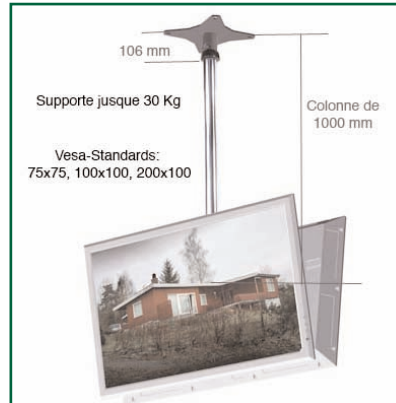 106 mm
Supporte jusque 30 Kg
Colonne de
1000 mm
Vesa-Standards:
75x75, 100x100, 200x100